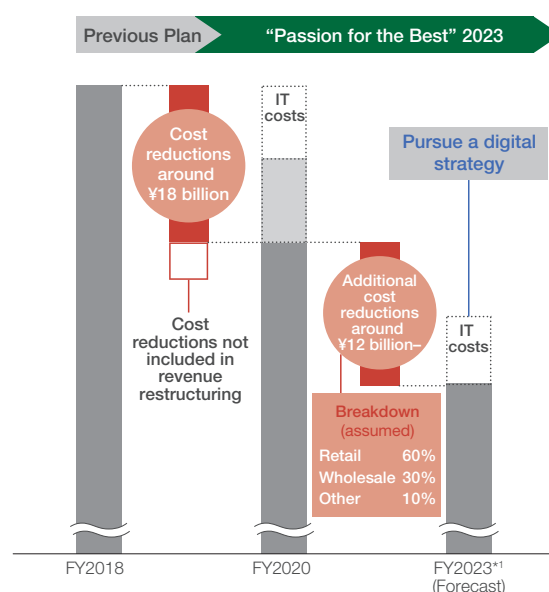 Previous Plan
“Passion for the Best” 2023
Cost
reductions
around
¥18 billion
IT
costs
Pursue a digital
strategy
Cost
reductions not
included in
revenue
restructuring
Additional
cost
reductions
around
¥12 billion–
IT
costs
Breakdown
(assumed)
Retail 60%
Wholesale 30%
Other 10%
FY2018
FY2020
FY2023*1
(Forecast)